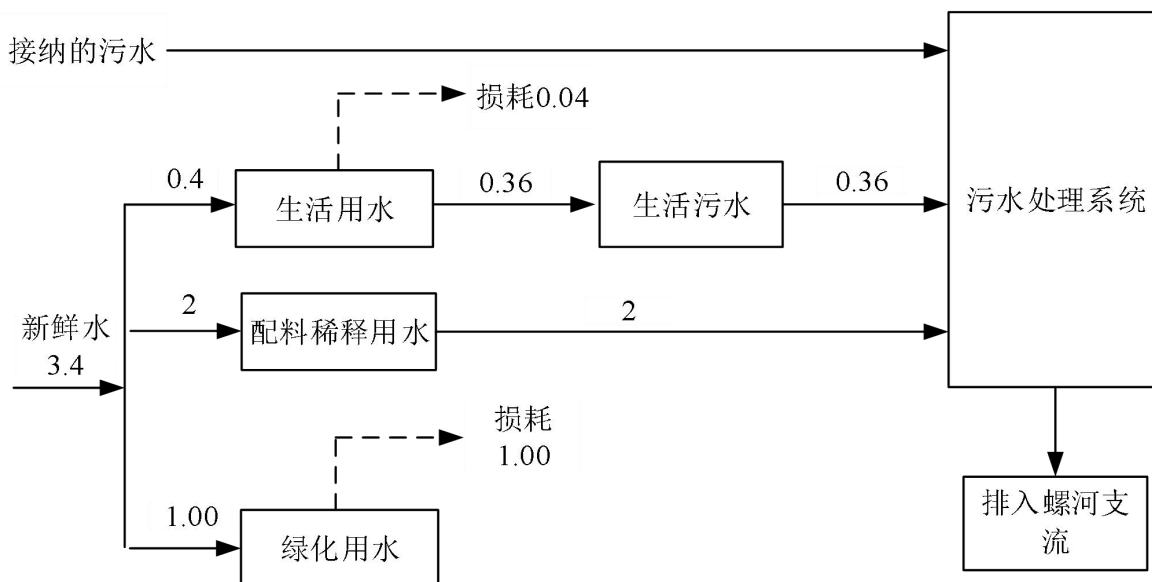 接纳的污水
损耗0.04
0.4
生活用水
0.36
生活污水
0.36
污水处理系统
新鲜水
3.4
2
配料稀释用水
2
损耗
1.00
1.00
绿化用水
排入螺河支
流